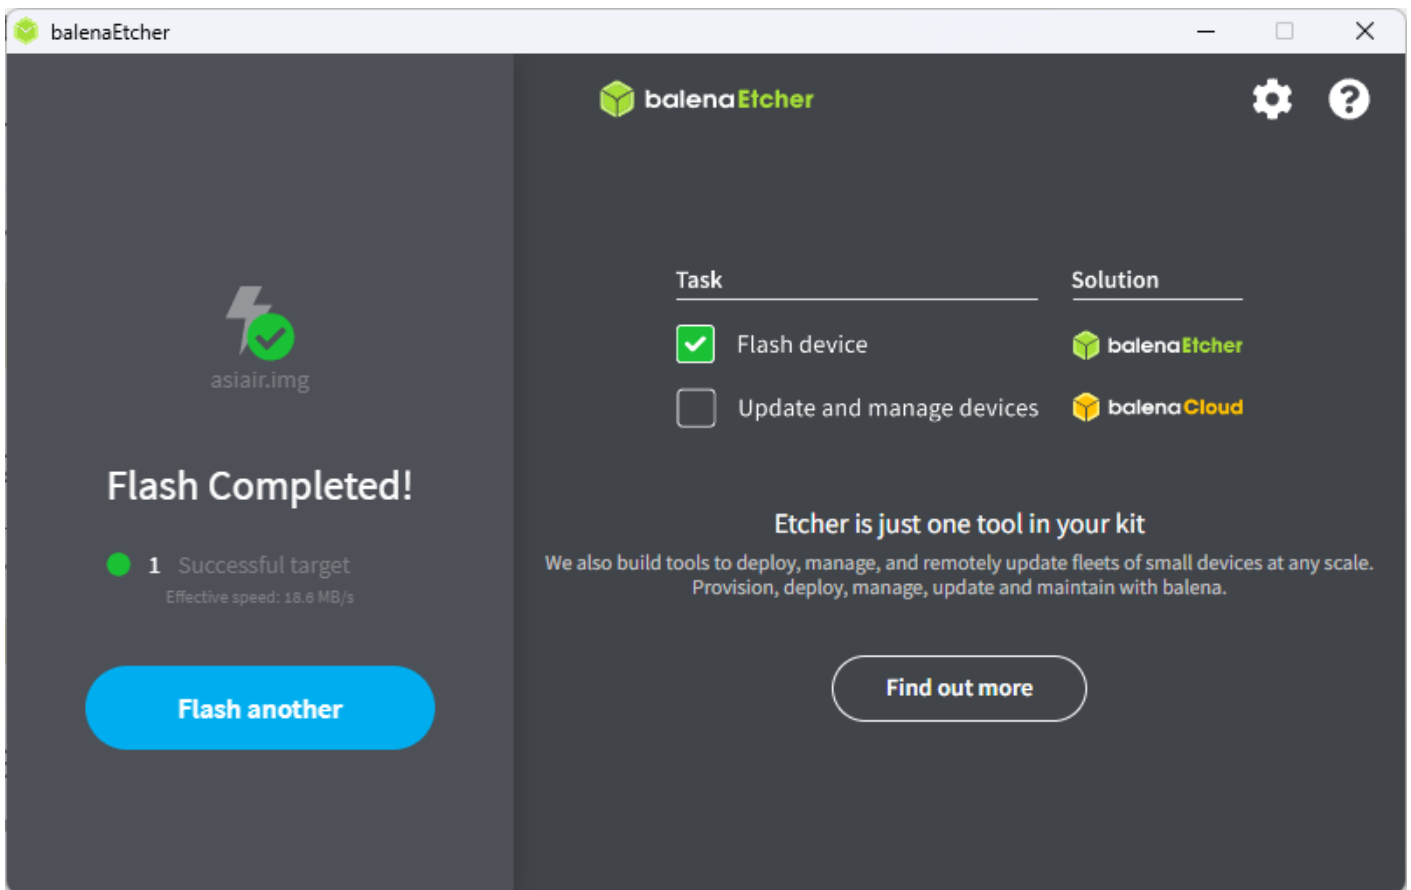 balenaEtcher
balenaEtcher
asiair.img
Flash Completed!
1 Successful target
Effective speed: 18.6 MB/s
Flash another
Task Solution
Flash device balenaEtcher
Update and manage devices balenaCloud
Etcher is just one tool in your kit
We also build tools to deploy, manage, and remotely update fleets of small devices at any scale.
Provision, deploy, manage, update and maintain with balena.
Find out more